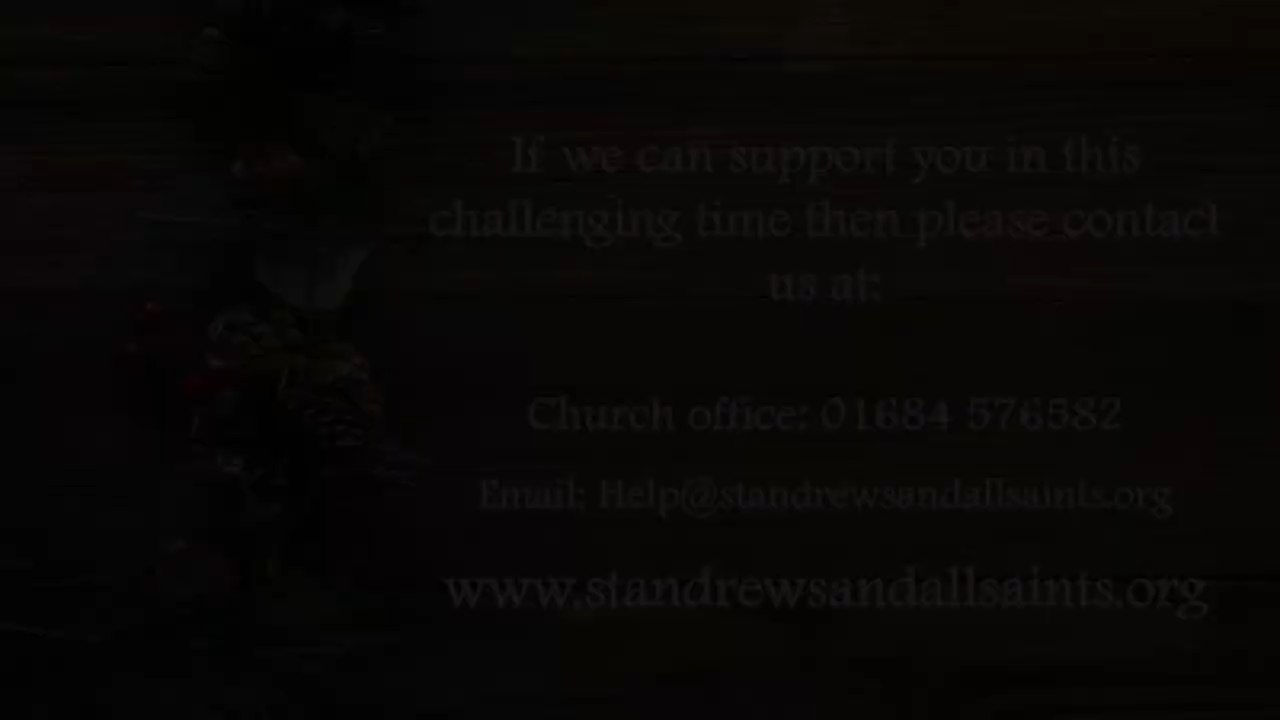 If we can support you in this
challenging time then please contact
us at:
Church office: 01684 576582
Email: Help@standrewsandallsaints.org
www.standrewsandallsaints.org